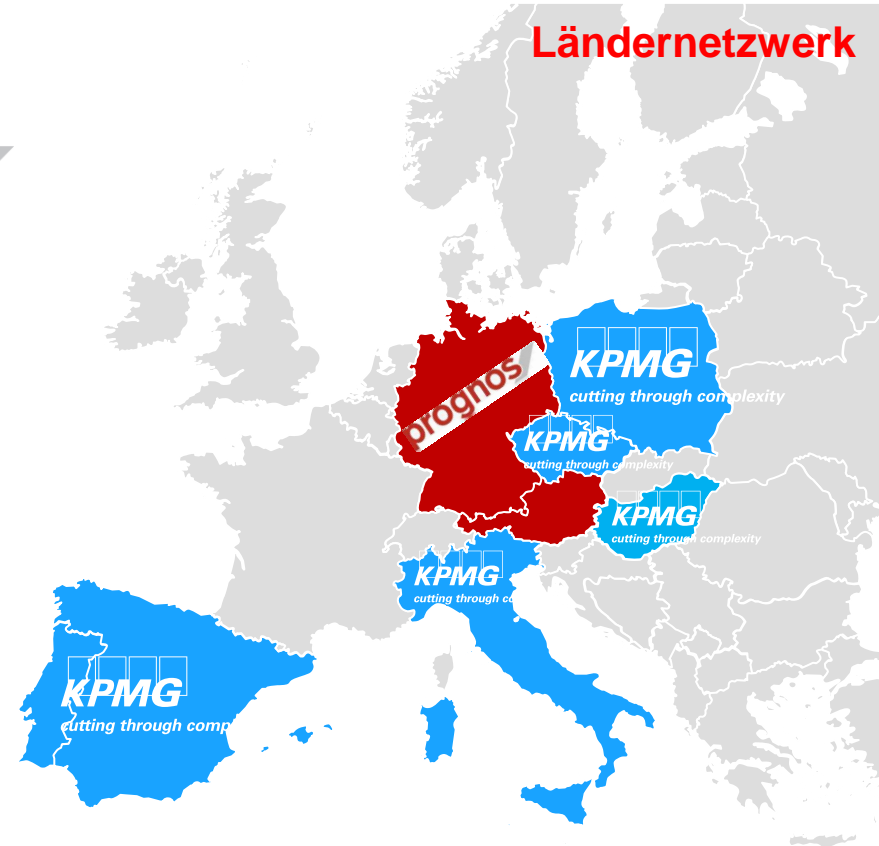 Ländernetzwerk
KPMG
cutting through complexity
prognos
KPMG
cutting through complexity
KPMG
cutting through complexity
KPMG
cutting through co
KPMG
cutting through comp